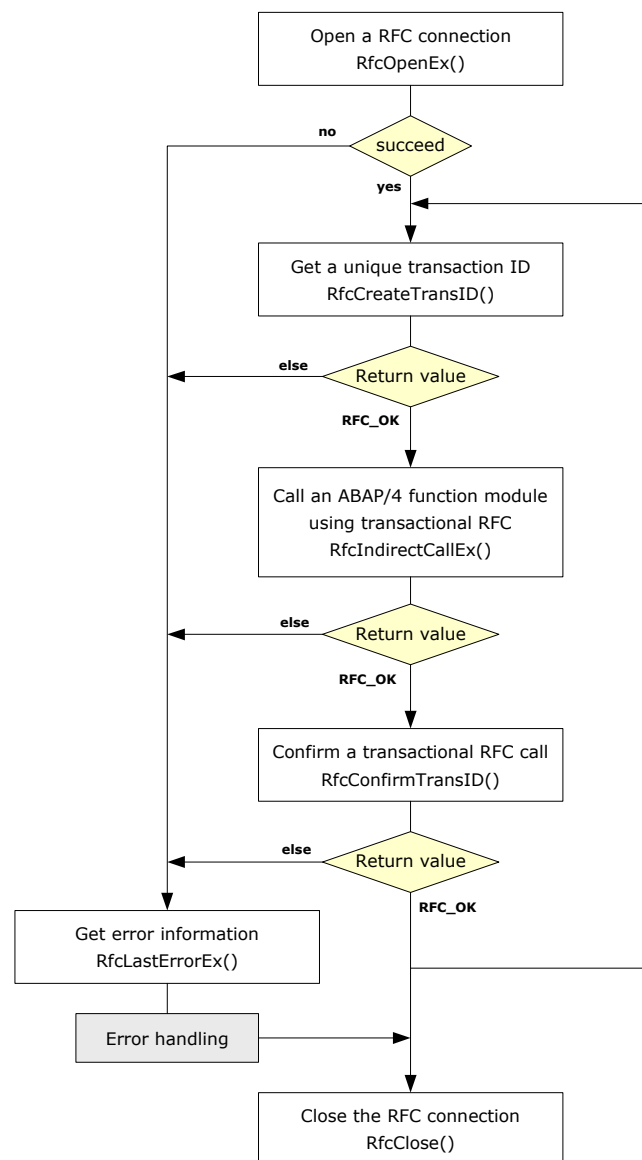 Open a RFC connection
RfcOpenEx()
no
succeed
yes
Get a unique transaction ID
RfcCreateTransID()
else
Return value
RFC_OK
Call an ABAP/4 function module
using transactional RFC
RfcIndirectCallEx()
else
Return value
RFC_OK
Confirm a transactional RFC call
RfcConfirmTransID()
else
Return value
RFC_OK
Get error information
RfcLastErrorEx()
Error handling
Close the RFC connection
RfcClose()